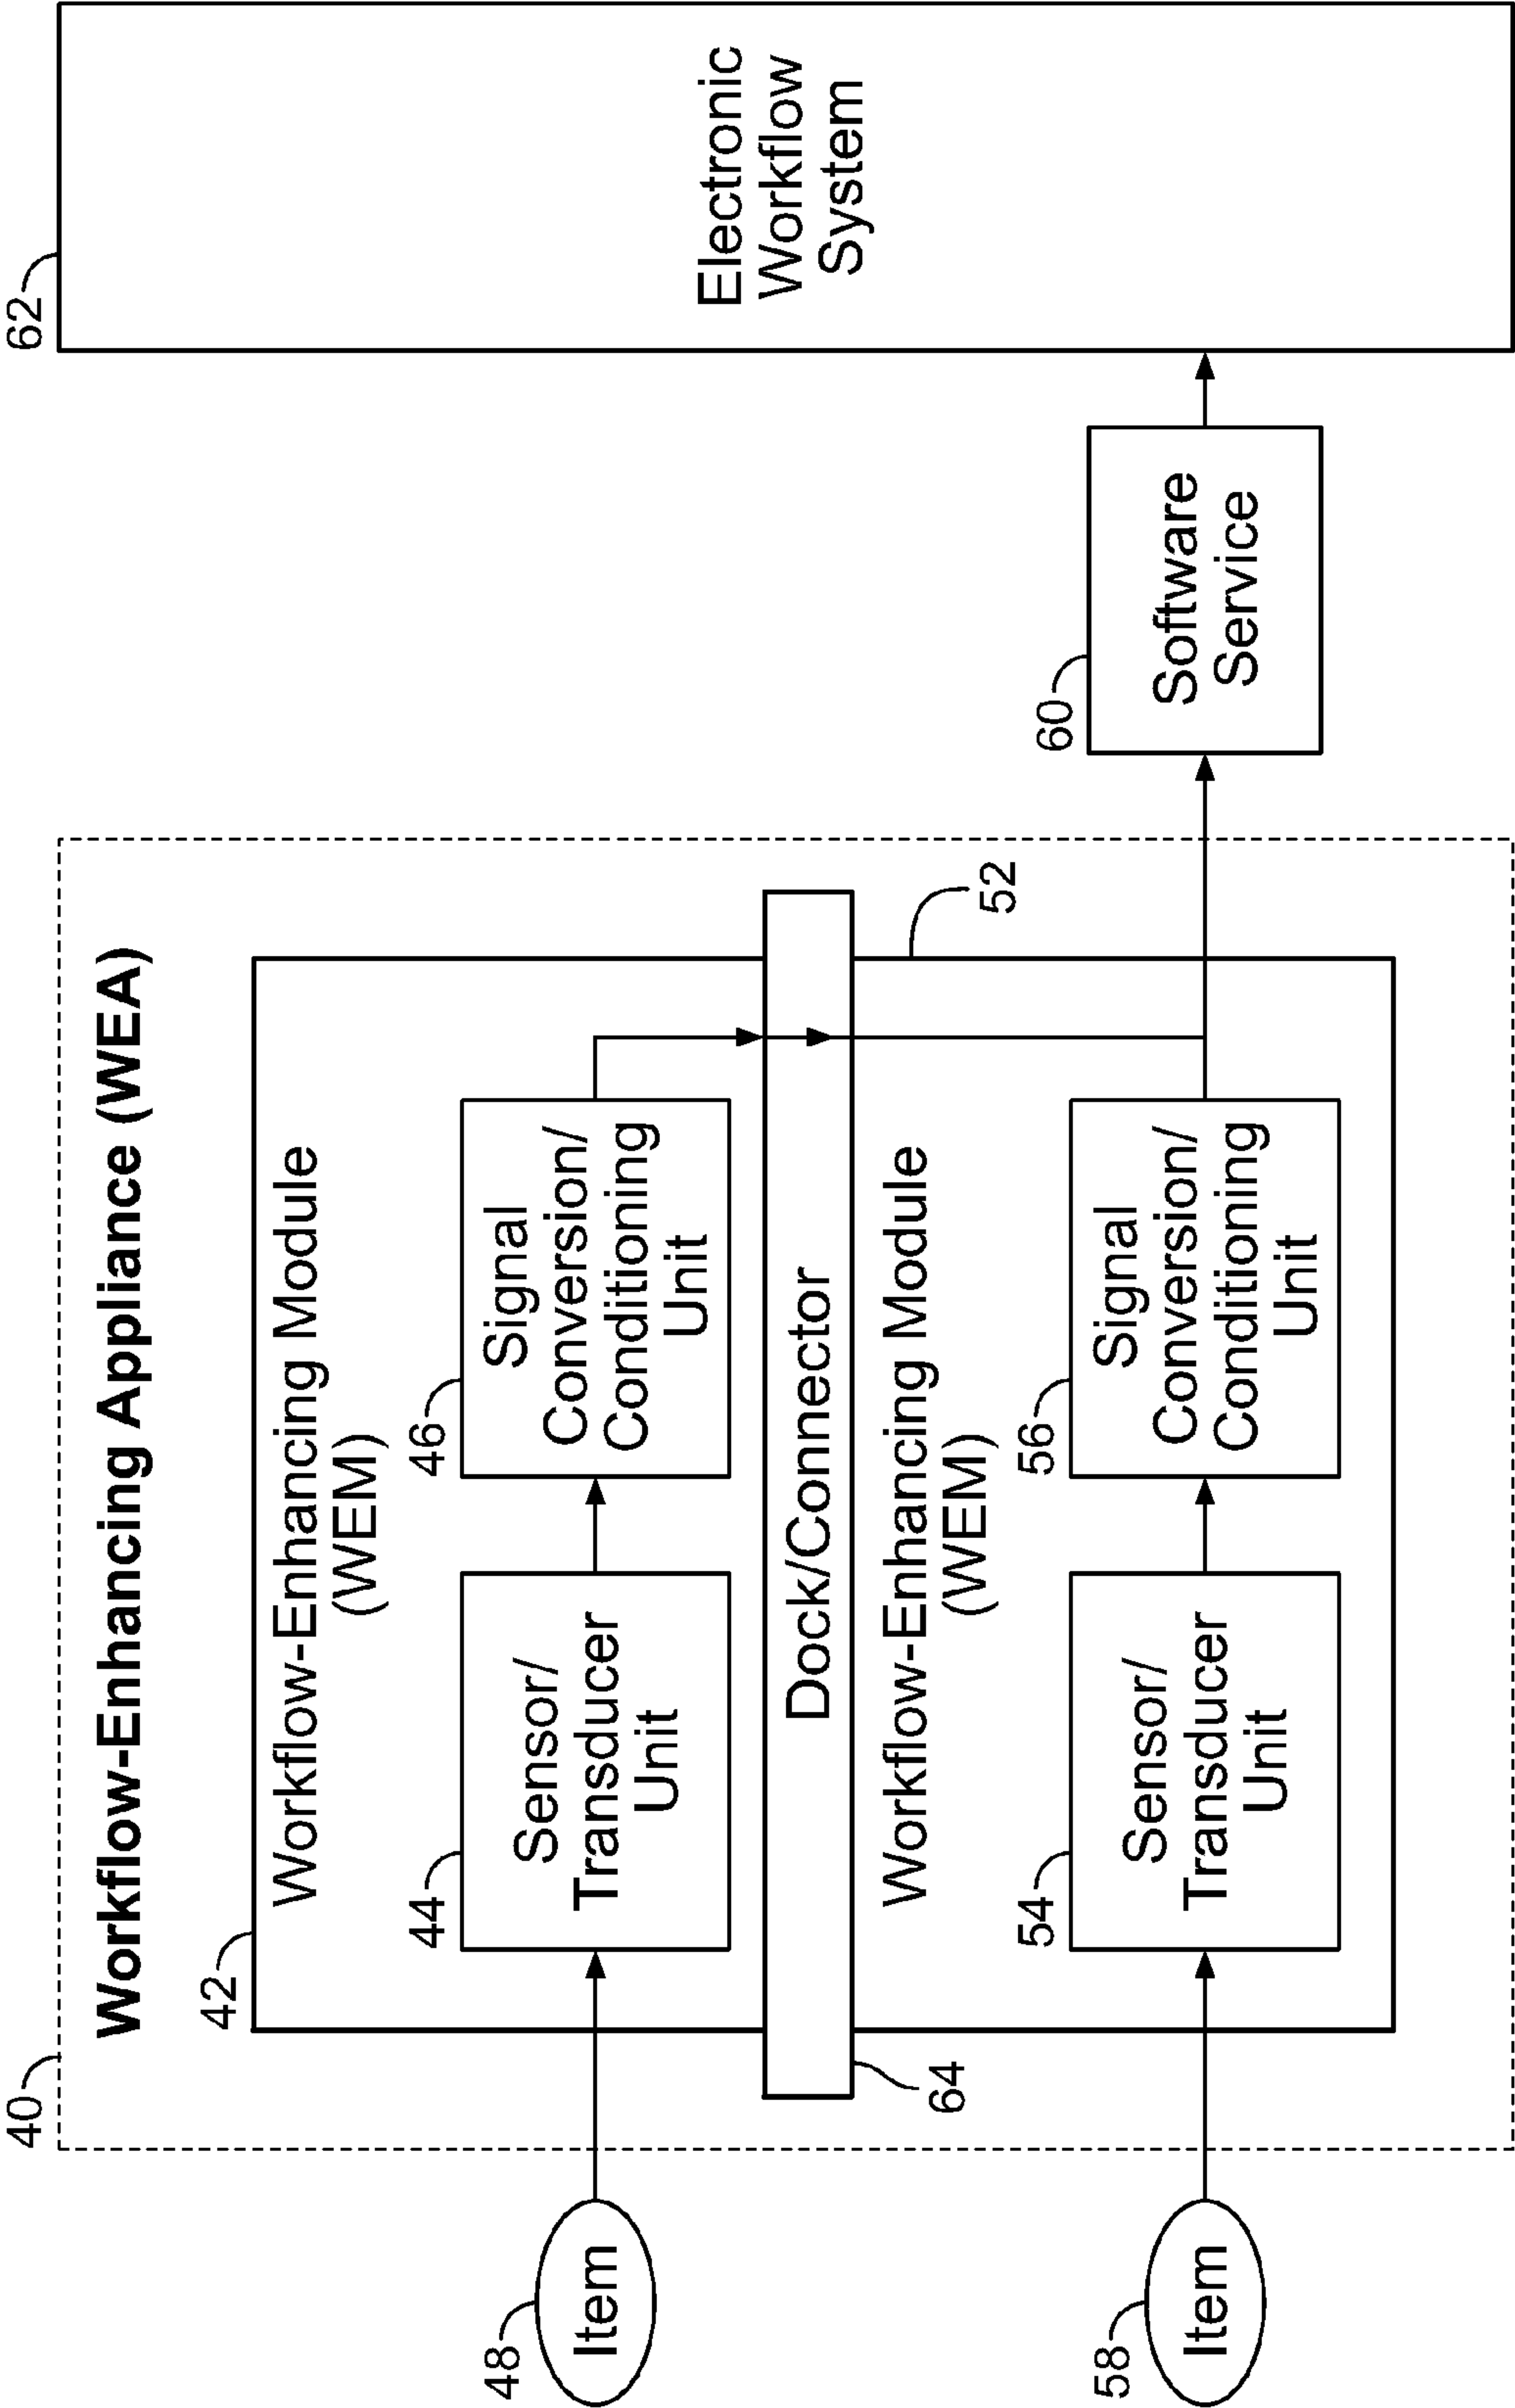 40
Workflow-Enhancing Appliance (WEA)
42
Workflow-Enhancing Module
(WEM)
48
Item
44
Sensor/
Transducer
Unit
46
Signal
Conversion/
Conditioning
Unit
64
Dock/Connector
52
Workflow-Enhancing Module
(WEM)
58
Item
54
Sensor/
Transducer
Unit
56
Signal
Conversion/
Conditioning
Unit
60
Software
Service
62
Electronic
Workflow
System